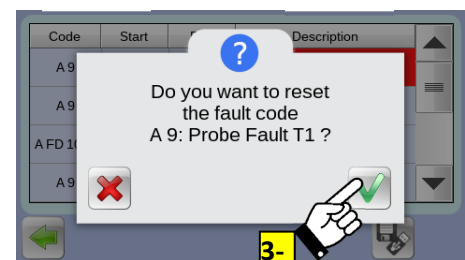 Code Start Description
A 9
A 9
A FD 10
A 9
?
Do you want to reset
the fault code
A 9: Probe Fault T1 ?
3-